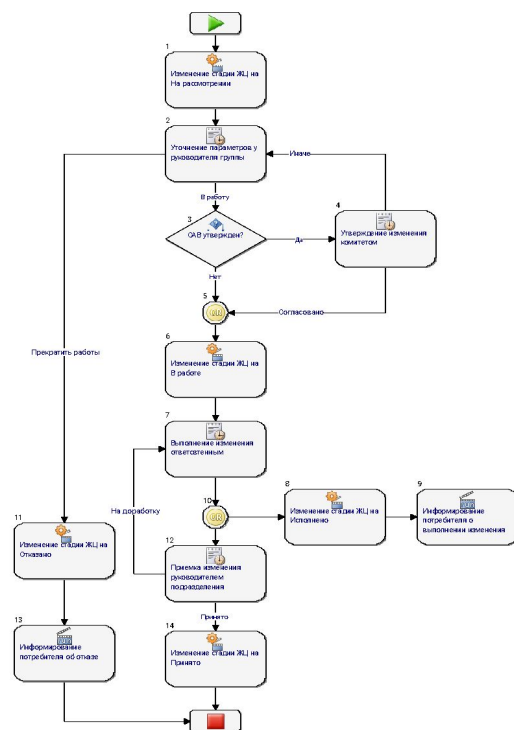 1
Изменение стадии ЖЦ на
На рассмотрении
2
Уточнение параметров у
руководителя группы
Иначе
В работу
3
CAB утвержден?
Да
4
Утверждение изменения
комитетом
Нет
5
OR
Согласовано
6
Изменение стадии ЖЦ на
В работе
Прекратить работы
7
Выполнение изменения
ответственным
На доработку
10
OR
8
Изменение стадии ЖЦ на
Исполнено
9
Информирование
потребителя о
выполнении изменения
11
Изменение стадии ЖЦ на
Отказано
12
Приемка изменения
руководителем
подразделения
Принято
13
Информирование
потребителя об отказе
14
Изменение стадии ЖЦ на
Принято